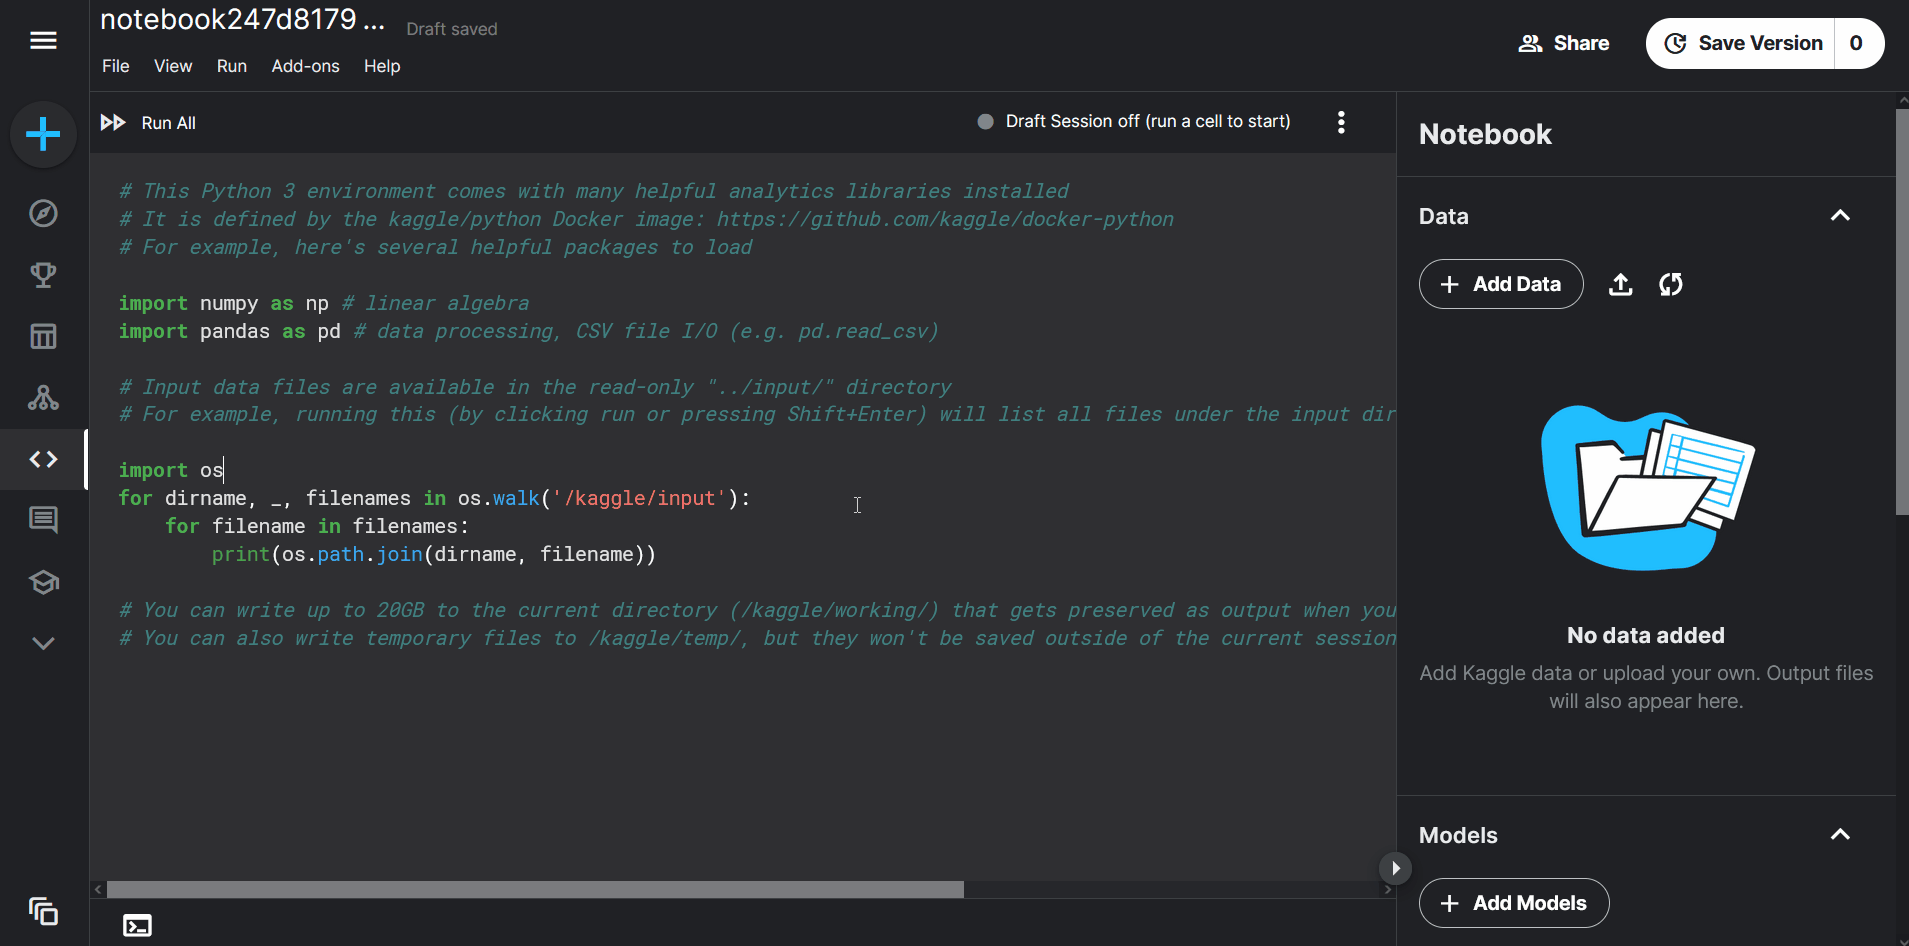 notebook247d8179 ...
Draft saved
File View Run Add-ons Help
Share
Save Version 0
Run All
Draft Session off (run a cell to start)
# This Python 3 environment comes with many helpful analytics libraries installed
# It is defined by the kaggle/python Docker image: https://github.com/kaggle/docker-python
# For example, here's several helpful packages to load
import numpy as np # linear algebra
import pandas as pd # data processing, CSV file I/O (e.g. pd.read_csv)
# Input data files are available in the read-only "../input/" directory
# For example, running this (by clicking run or pressing Shift+Enter) will list all files under the input dir
import os
for dirname, _, filenames in os.walk('/kaggle/input'):
    for filename in filenames:
        print(os.path.join(dirname, filename))
# You can write up to 20GB to the current directory (/kaggle/working/) that gets preserved as output when you
# You can also write temporary files to /kaggle/temp/, but they won't be saved outside of the current session
Notebook
Data
+ Add Data
No data added
Add Kaggle data or upload your own. Output files
will also appear here.
Models
+ Add Models